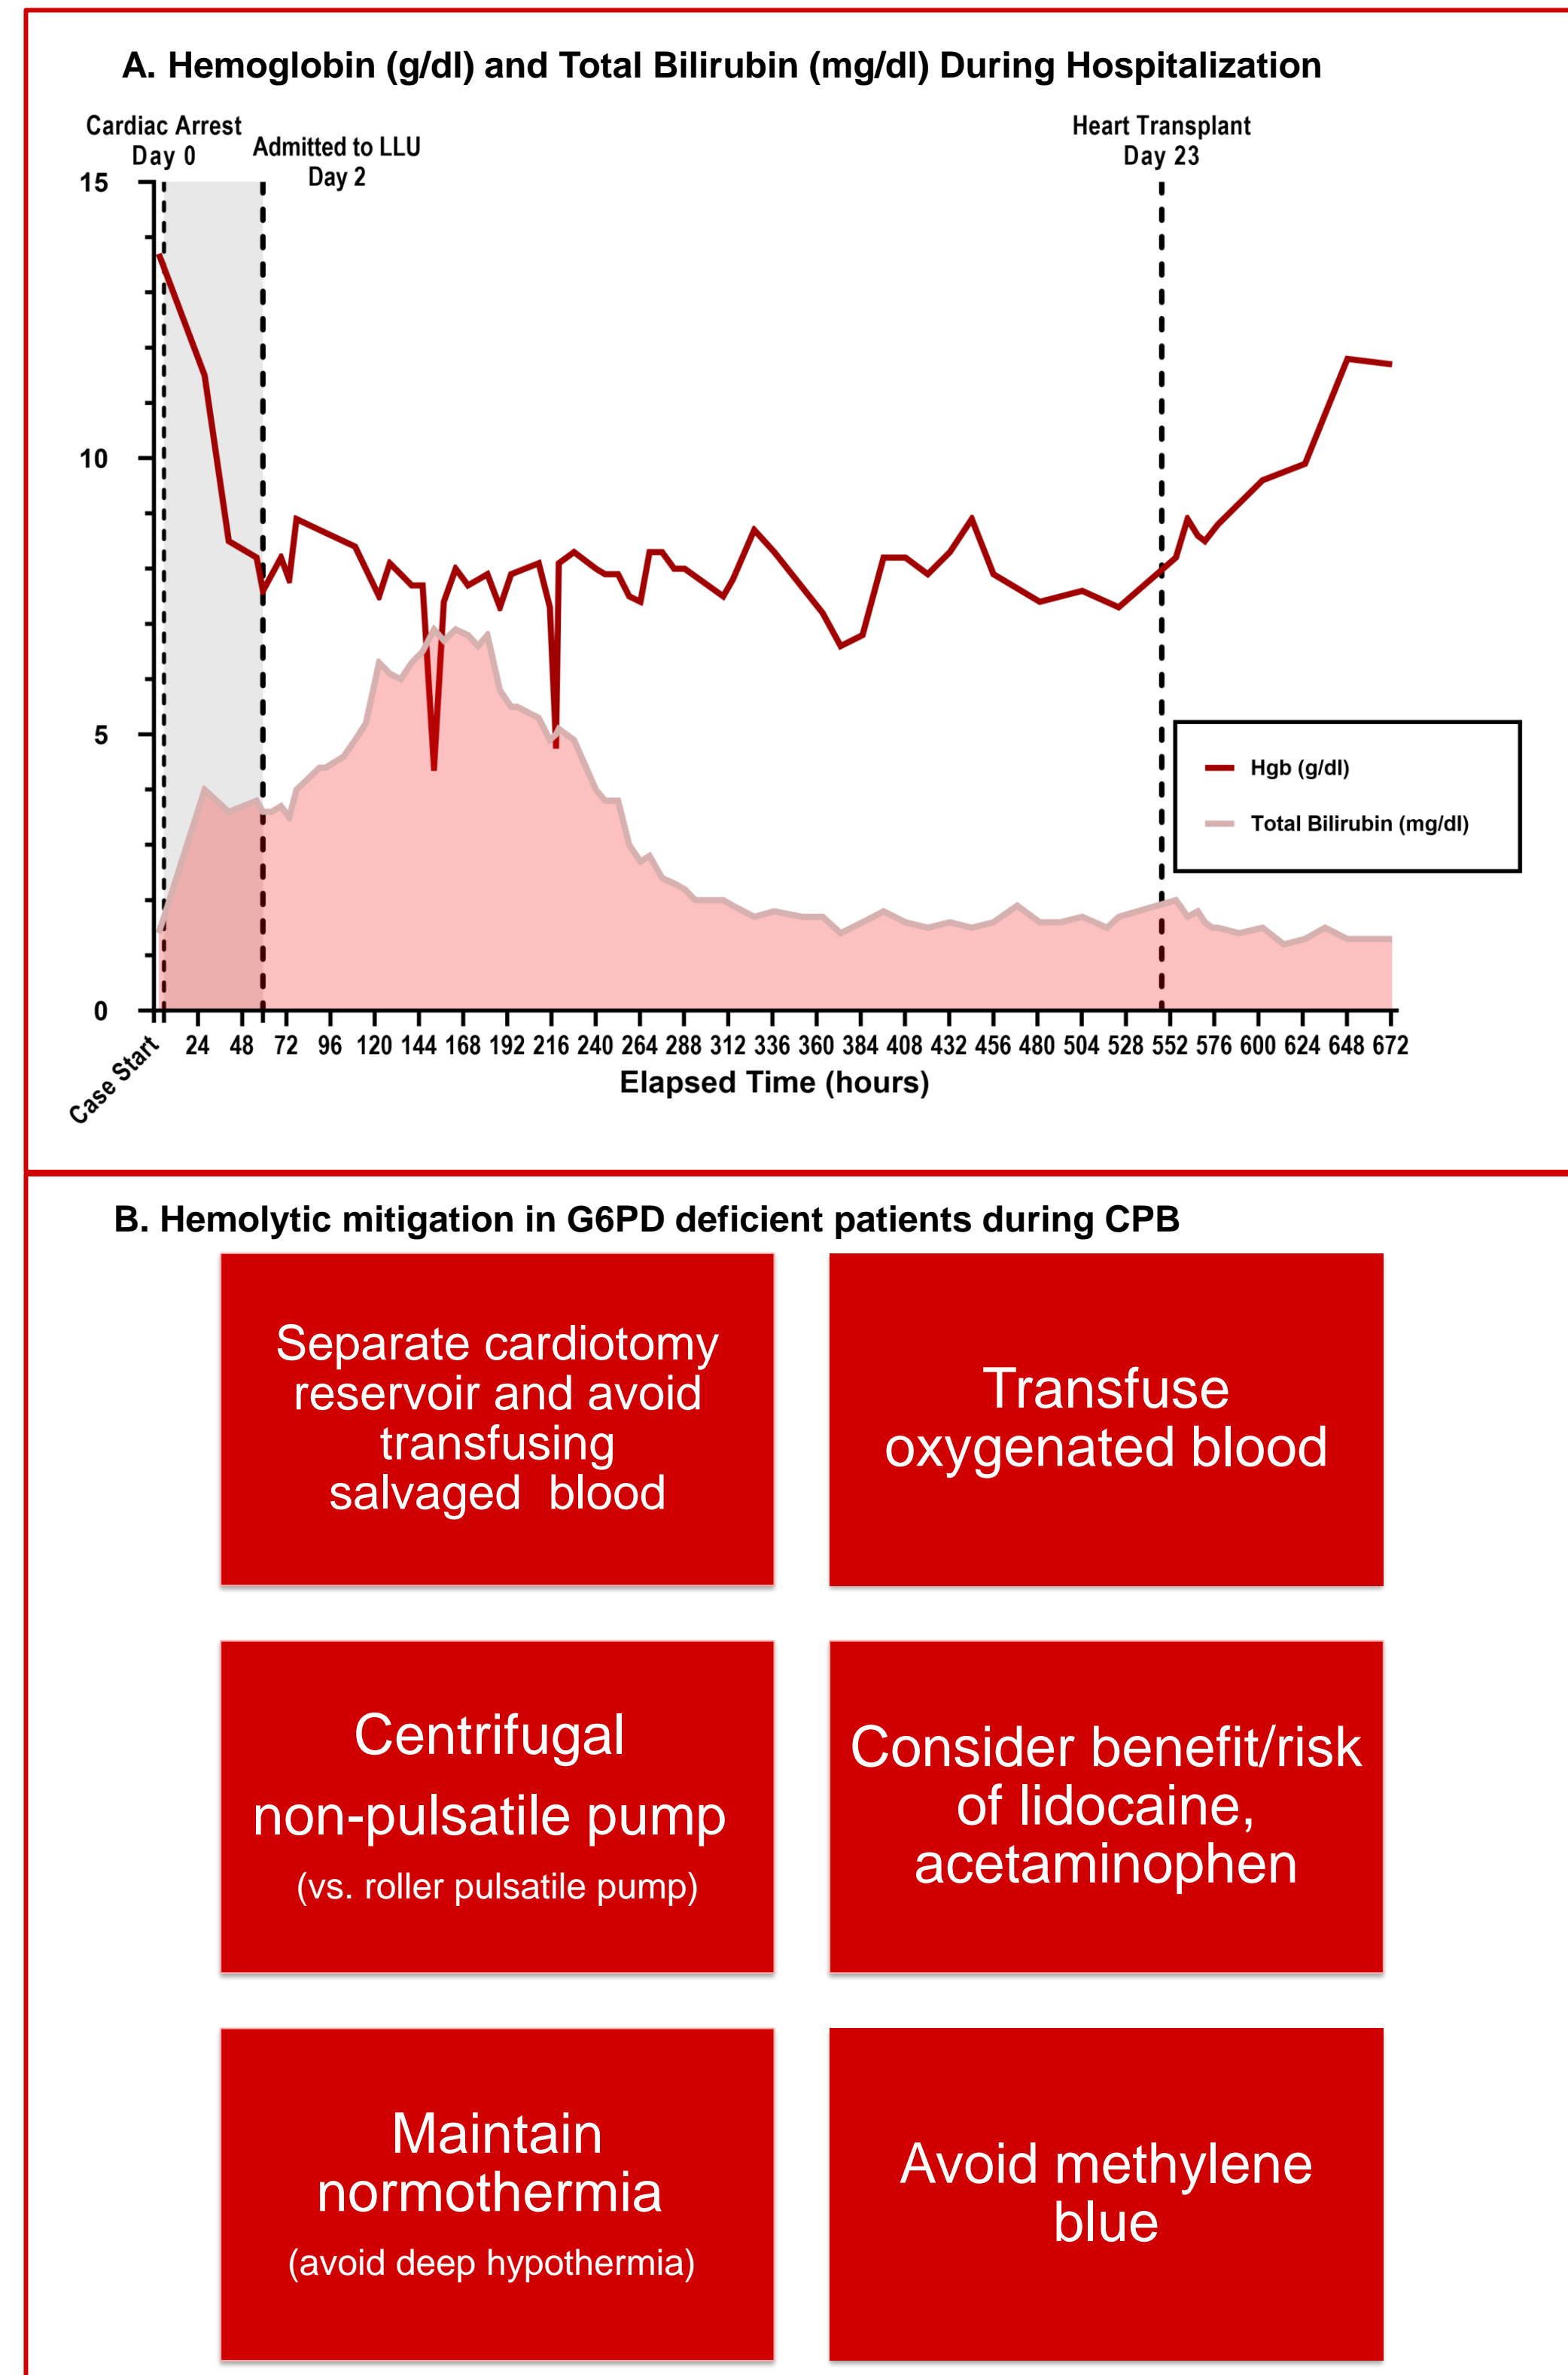 A. Hemoglobin (g/dl) and Total Bilirubin (mg/dl) During Hospitalization
Cardiac Arrest
Day 0
Admitted to LLU
Day 2
Heart Transplant
Day 23
15
10
5
0
Hgb (g/dl)
Total Bilirubin (mg/dl)
Case Start 24 48 72 96 120 144 168 192 216 240 264 288 312 336 360 384 408 432 456 480 504 528 552 576 600 624 648 672
Elapsed Time (hours)
B. Hemolytic mitigation in G6PD deficient patients during CPB
Separate cardiotomy
reservoir and avoid
transfusing
salvaged blood
Transfuse
oxygenated blood
Centrifugal
non-pulsatile pump
(vs. roller pulsatile pump)
Consider benefit/risk
of lidocaine,
acetaminophen
Maintain
normothermia
(avoid deep hypothermia)
Avoid methylene
blue